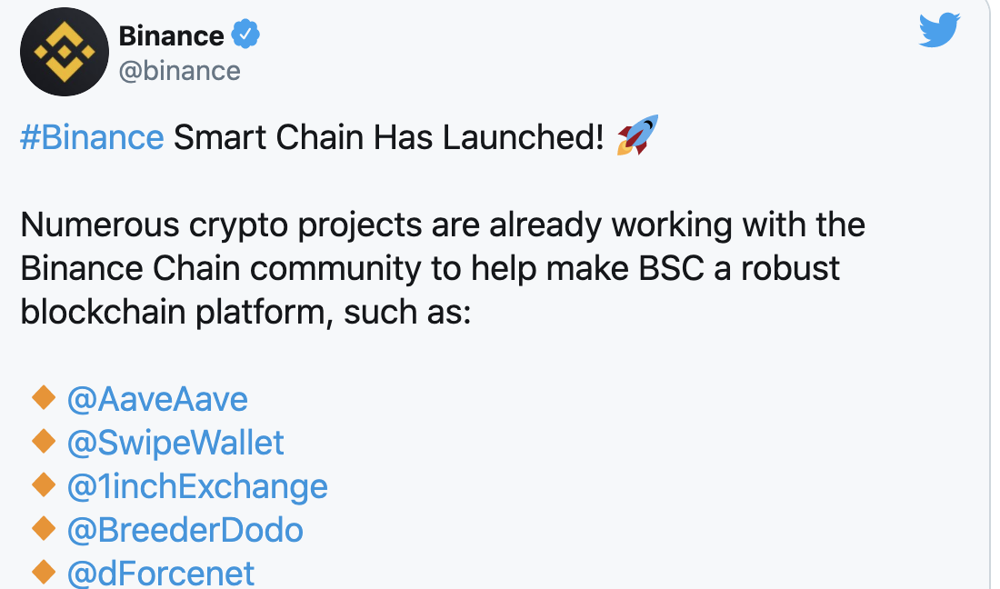 Binance
@binance
#Binance Smart Chain Has Launched! 🚀
Numerous crypto projects are already working with the
Binance Chain community to help make BSC a robust
blockchain platform, such as:
🔸 @AaveAave
🔸 @SwipeWallet
🔸 @1inchExchange
🔸 @BreederDodo
🔸 @dForcenet